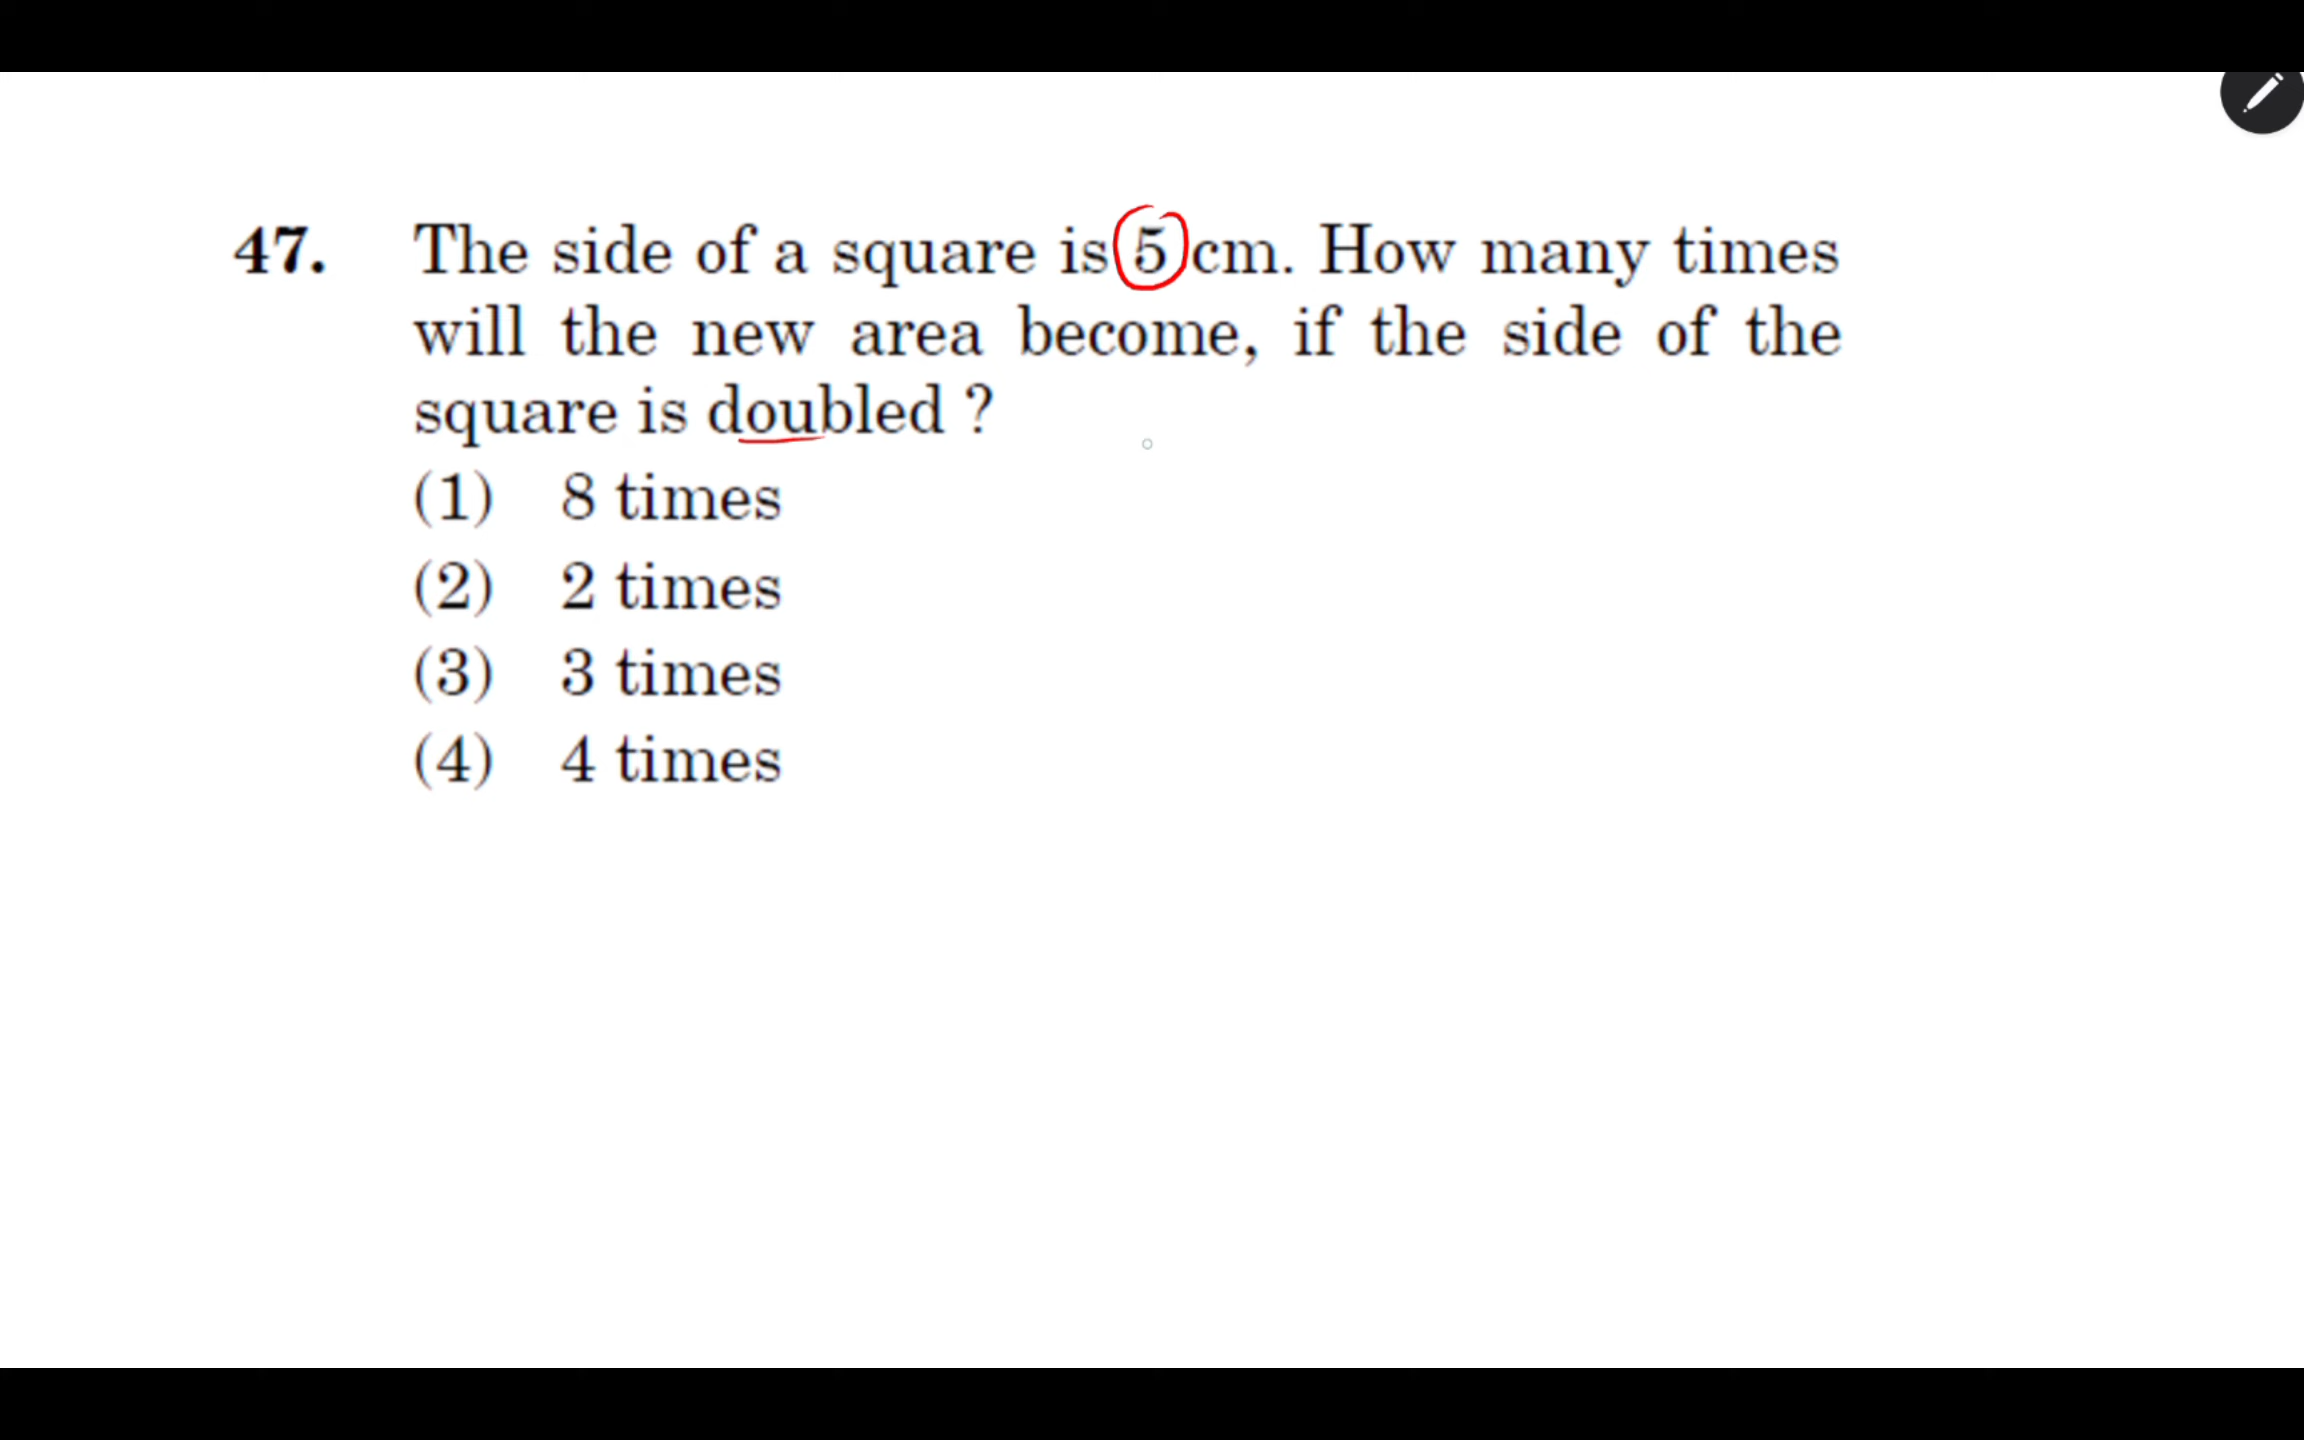 47. The side of a square is 5 cm. How many times
will the new area become, if the side of the
square is doubled ?
(1) 8 times
(2) 2 times
(3) 3 times
(4) 4 times